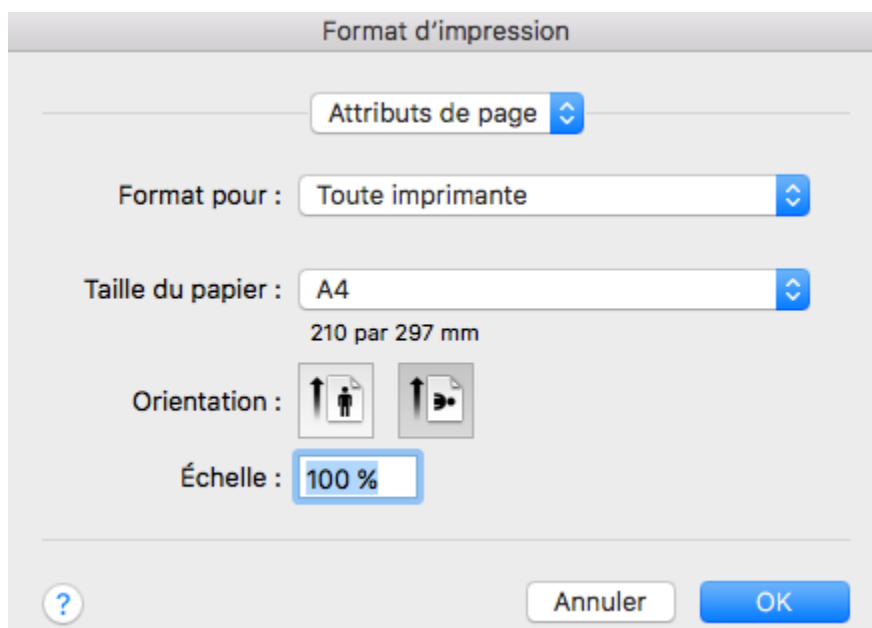 Format d’impression
Attributs de page
Format pour : Toute imprimante
Taille du papier : A4
210 par 297 mm
Orientation :
Échelle : 100 %
? Annuler OK